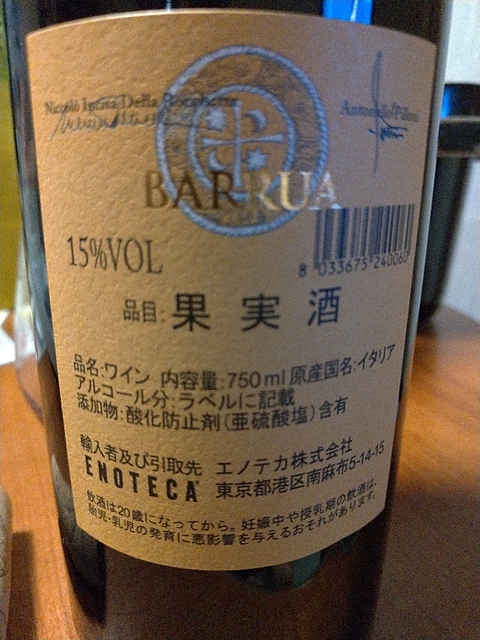 Nicolò Incisa Della Rocchetta
Antonello Pilloni
BARRUA
15%VOL
8 033675 240060
品目:果実酒
品名:ワイン 内容量:750ml 原産国名:イタリア
アルコール分:ラベルに記載
添加物:酸化防止剤(亜硫酸塩)含有
輸入者及び引取先 エノテカ株式会社
ENOTECA® 東京都港区南麻布5-14-15
飲酒は20歳になってから。妊娠中や授乳期の飲酒は、
胎児・乳児の発育に悪影響を与えるおそれがあります。